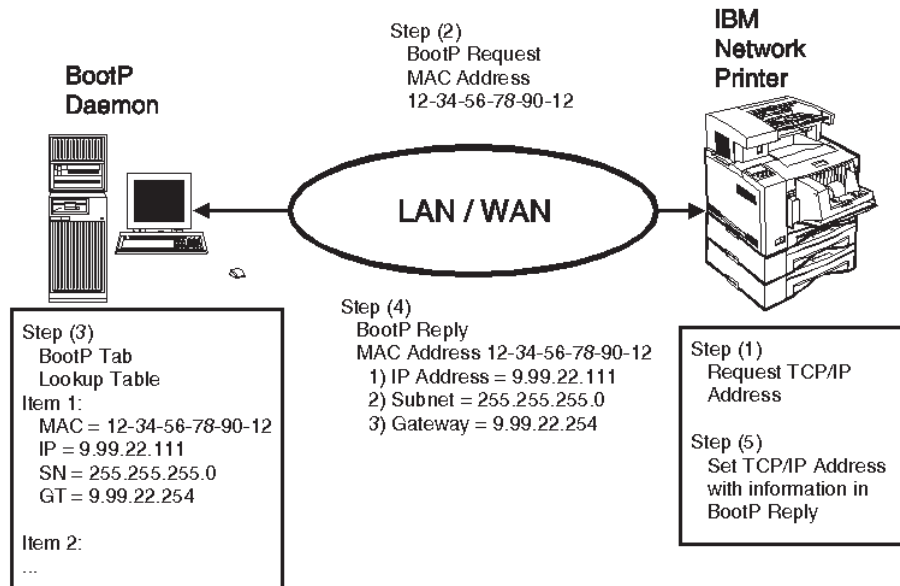 BootP
Daemon
Step (2)
BootP Request
MAC Address
12-34-56-78-90-12
IBM
Network
Printer
LAN / WAN
Step (3)
BootP Tab
Lookup Table
Item 1:
MAC = 12-34-56-78-90-12
IP = 9.99.22.111
SN = 255.255.255.0
GT = 9.99.22.254
Item 2:
...
Step (4)
BootP Reply
MAC Address 12-34-56-78-90-12
1) IP Address = 9.99.22.111
2) Subnet = 255.255.255.0
3) Gateway = 9.99.22.254
Step (1)
Request TCP/IP
Address
Step (5)
Set TCP/IP Address
with information in
BootP Reply